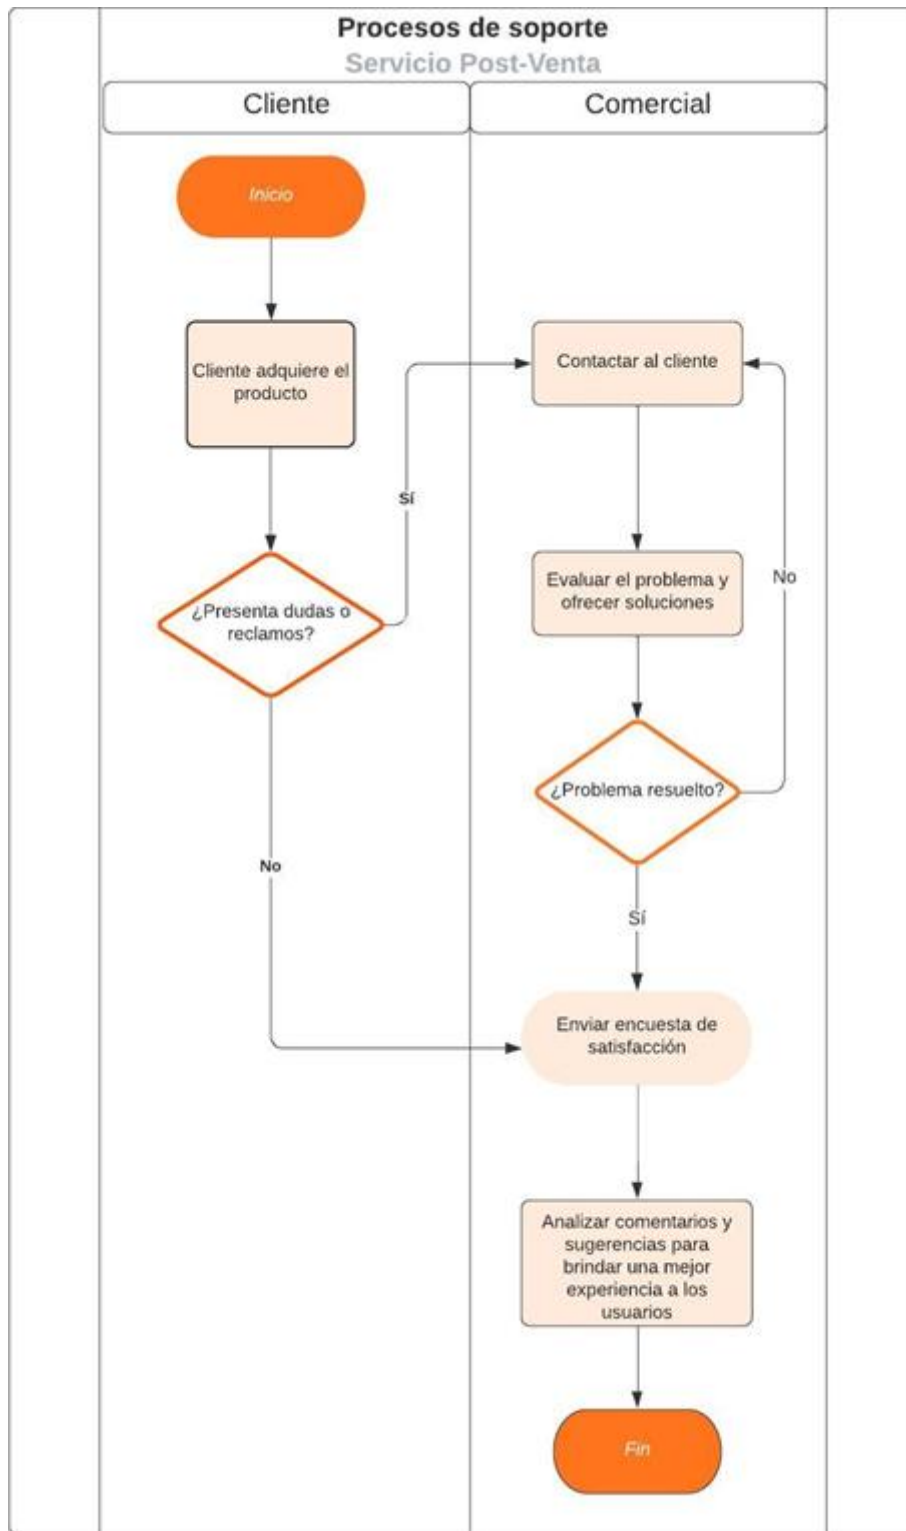 Procesos de soporte
Servicio Post-Venta
Cliente
Comercial
Inicio
Cliente adquiere el
producto
Contactar al cliente
Sí
¿Presenta dudas o
reclamos?
Evaluar el problema y
ofrecer soluciones
No
¿Problema resuelto?
No
Sí
Enviar encuesta de
satisfacción
Analizar comentarios y
sugerencias para
brindar una mejor
experiencia a los
usuarios
Fin